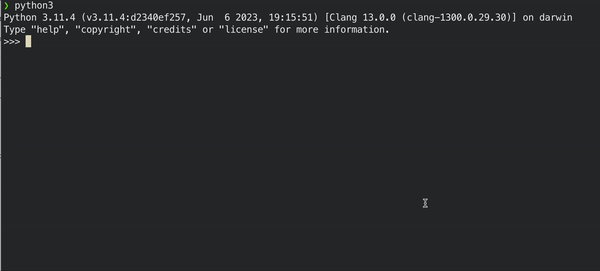 ❯ python3
Python 3.11.4 (v3.11.4:d2340ef257, Jun  6 2023, 19:15:51) [Clang 13.0.0 (clang-1300.0.29.30)] on darwin
Type "help", "copyright", "credits" or "license" for more information.
>>>